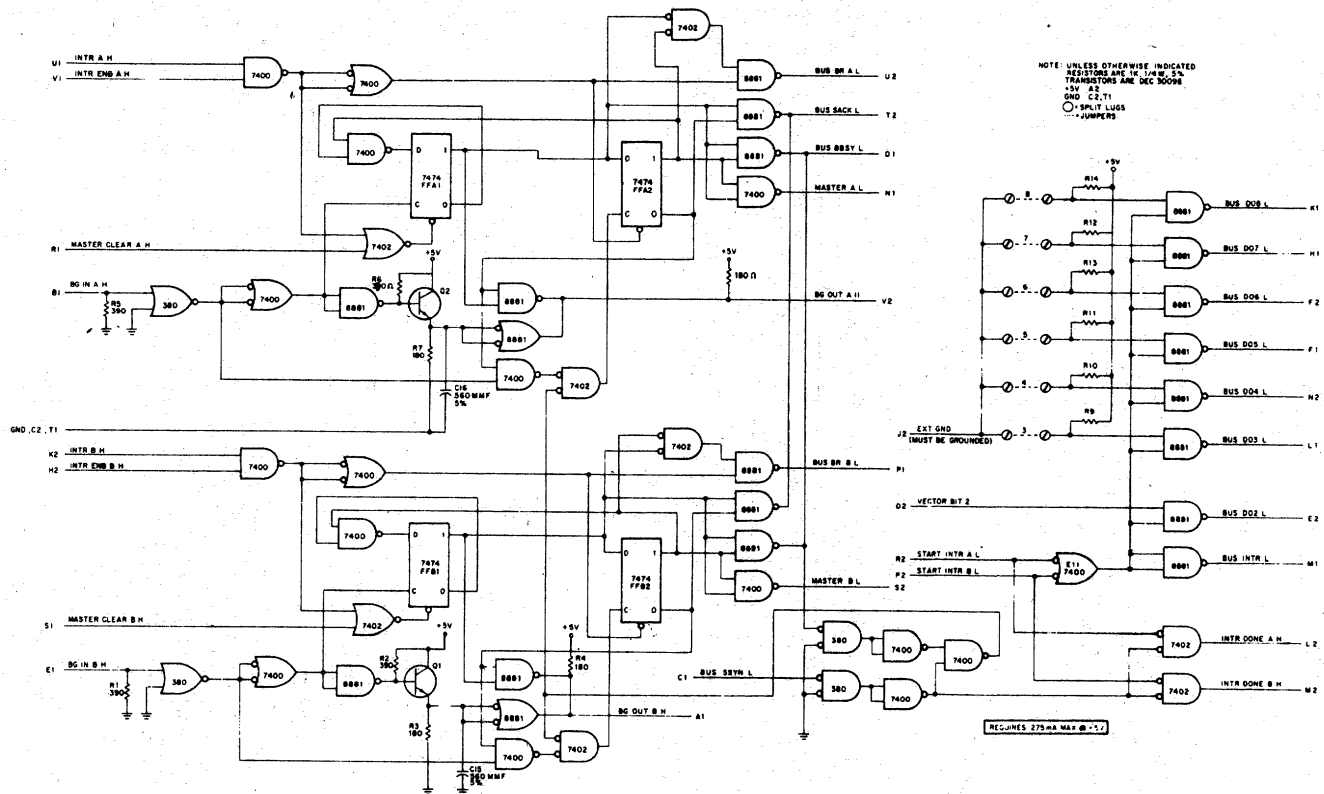 7402
U1 INTR A H
V1 INTR ENB A H
7400
7400
8881
BUS BR A L U2
8881
BUS SACK L T2
7400
D 1
7474
FFA1
C 0
D 1
7474
FFA2
C 0
8881
BUS BBSY L D1
7400
MASTER A L N1
R1 MASTER CLEAR A H
7402
+5V
+5V
180 Ω
B1 BG IN A H
R5
390
380
7400
8881
R6
Q2
8881
BG OUT A H V2
8881
R7
180
7400
7402
C16
560 MMF
5%
GND, C2, T1
K2 INTR B H
H2 INTR ENB B H
7400
7400
7402
8881
BUS BR B L P1
8881
7400
D 1
7474
FFB1
C 0
D 1
7474
FFB2
C 0
8881
7400
MASTER B L S2
S1 MASTER CLEAR B H
7402
+5V
+5V
E1 BG IN B H
R1
390
380
7400
8881
R2
390
Q1
8881
R4
180
8881
BG OUT B H A1
R3
180
7400
7402
C15
560 MMF
5%
NOTE: UNLESS OTHERWISE INDICATED
RESISTORS ARE 1K, 1/4 W, 5%
TRANSISTORS ARE DEC 3009B
+5V A2
GND C2,T1
= SPLIT LUGS
= JUMPERS
+5V
R14
8
8881
BUS D08 L K1
R12
7
8881
BUS D07 L H1
R13
6
8881
BUS D06 L F2
R11
5
8881
BUS D05 L F1
R10
4
8881
BUS D04 L N2
R9
J2 EXT GND
(MUST BE GROUNDED)
3
8881
BUS D03 L L1
D2 VECTOR BIT 2
8881
BUS D02 L E2
R2 START INTR A L
P2 START INTR B L
E11
7400
8881
BUS INTR L M1
380
7400
7400
7402
INTR DONE A H L2
C1 BUS SSYN L
380
7400
7402
INTR DONE B H M2
REQUIRES 275mA MAX @ +5V